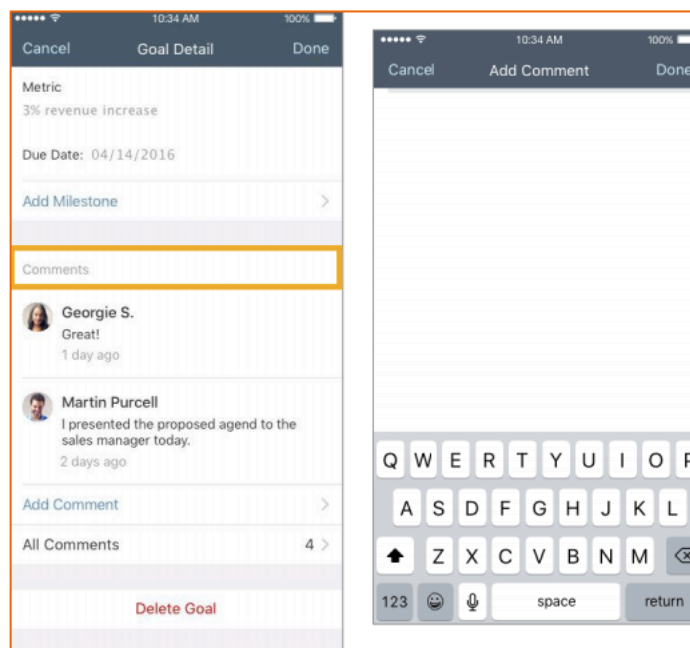 10:34 AM 100%
Cancel Goal Detail Done
Metric
3% revenue increase
Due Date: 04/14/2016
Add Milestone
Comments
Georgie S.
Great!
1 day ago
Martin Purcell
I presented the proposed agend to the
sales manager today.
2 days ago
Add Comment
All Comments 4
Delete Goal
10:34 AM 100%
Cancel Add Comment Done
Q W E R T Y U I O P
A S D F G H J K L
Z X C V B N M
123 space return